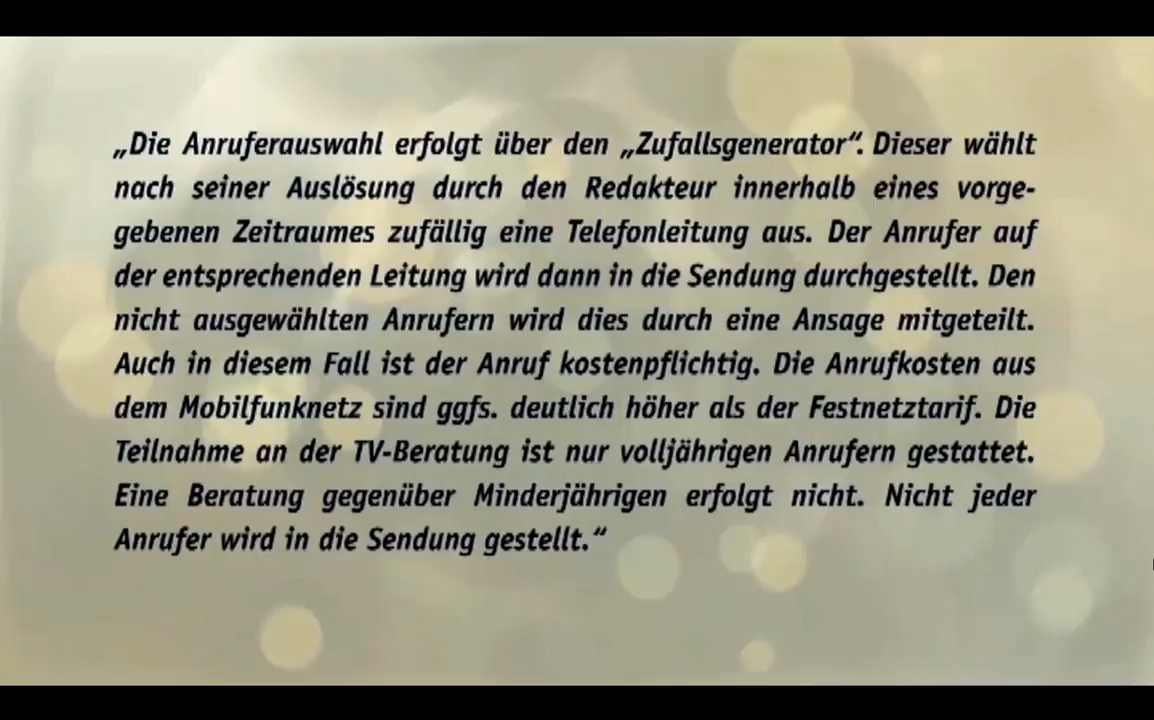 „Die Anruferauswahl erfolgt über den „Zufallsgenerator“. Dieser wählt
nach seiner Auslösung durch den Redakteur innerhalb eines vorge-
gebenen Zeitraumes zufällig eine Telefonleitung aus. Der Anrufer auf
der entsprechenden Leitung wird dann in die Sendung durchgestellt. Den
nicht ausgewählten Anrufern wird dies durch eine Ansage mitgeteilt.
Auch in diesem Fall ist der Anruf kostenpflichtig. Die Anrufkosten aus
dem Mobilfunknetz sind ggfs. deutlich höher als der Festnetztarif. Die
Teilnahme an der TV-Beratung ist nur volljährigen Anrufern gestattet.
Eine Beratung gegenüber Minderjährigen erfolgt nicht. Nicht jeder
Anrufer wird in die Sendung gestellt.“